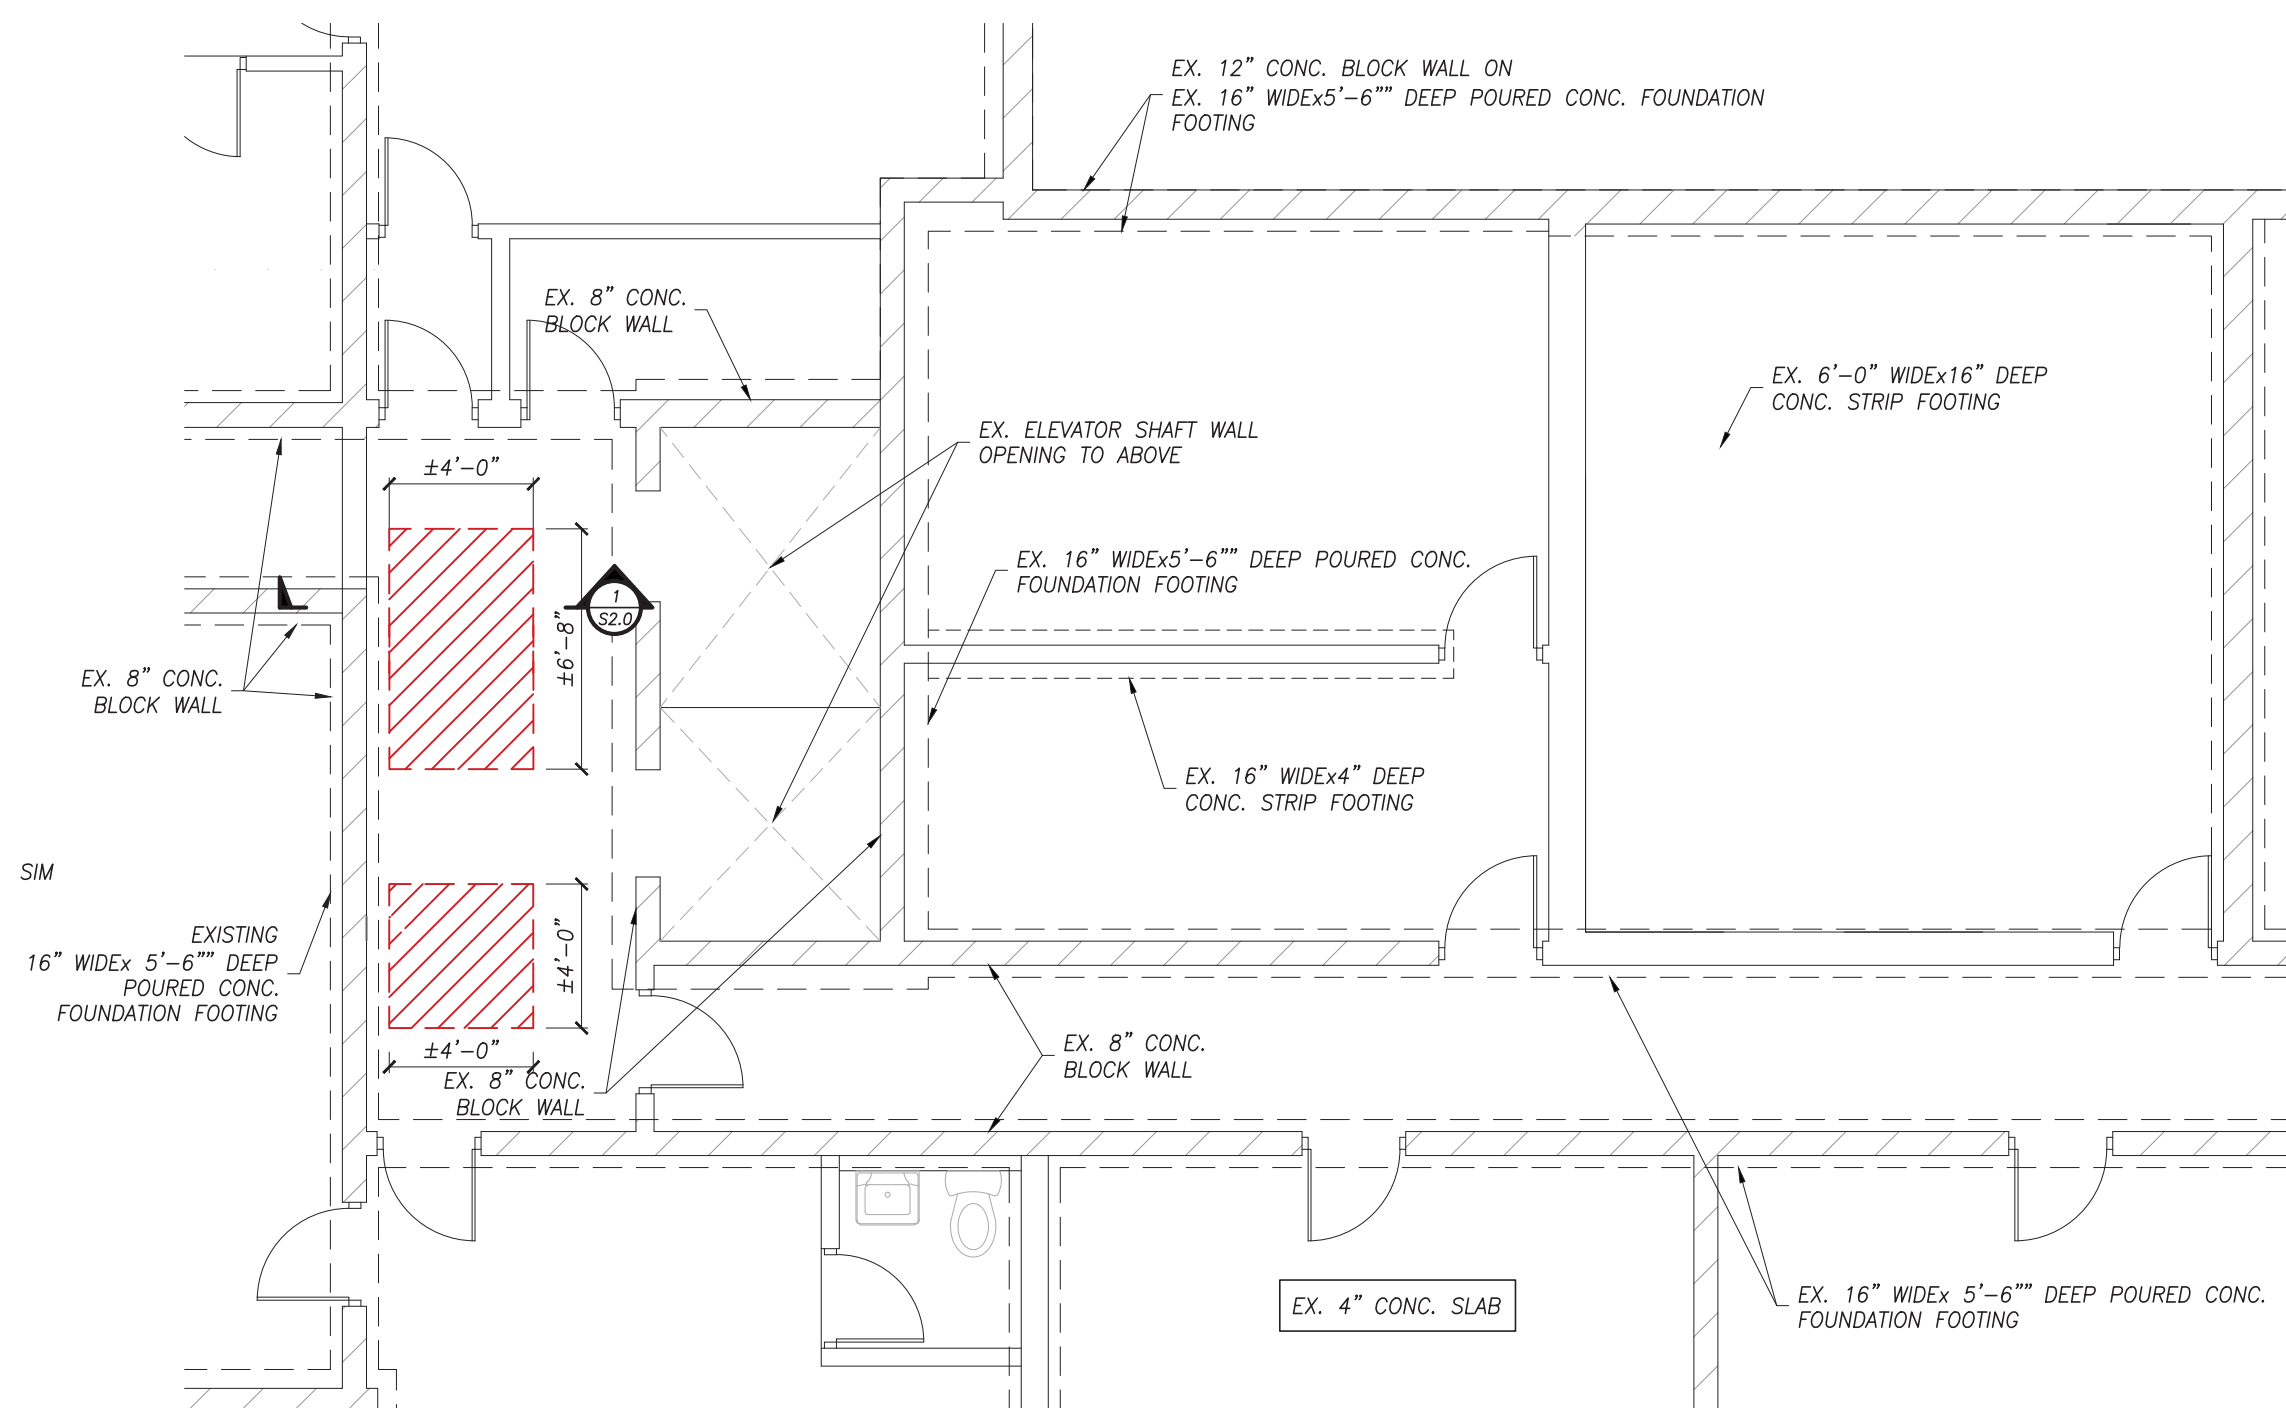 EX. 12” CONC. BLOCK WALL ON
EX. 16” WIDEx5’-6”” DEEP POURED CONC. FOUNDATION
FOOTING
EX. 8” CONC.
BLOCK WALL
EX. 6’-0” WIDEx16” DEEP
CONC. STRIP FOOTING
EX. ELEVATOR SHAFT WALL
OPENING TO ABOVE
±4’-0”
EX. 16” WIDEx5’-6”” DEEP POURED CONC.
FOUNDATION FOOTING
1
S2.0
±6’-8”
EX. 8” CONC.
BLOCK WALL
EX. 16” WIDEx4” DEEP
CONC. STRIP FOOTING
SIM
EXISTING
16” WIDEx 5’-6”” DEEP
POURED CONC.
FOUNDATION FOOTING
±4’-0”
±4’-0”
EX. 8” CONC.
BLOCK WALL
EX. 8” CONC.
BLOCK WALL
EX. 4” CONC. SLAB
EX. 16” WIDEx 5’-6”” DEEP POURED CONC.
FOUNDATION FOOTING